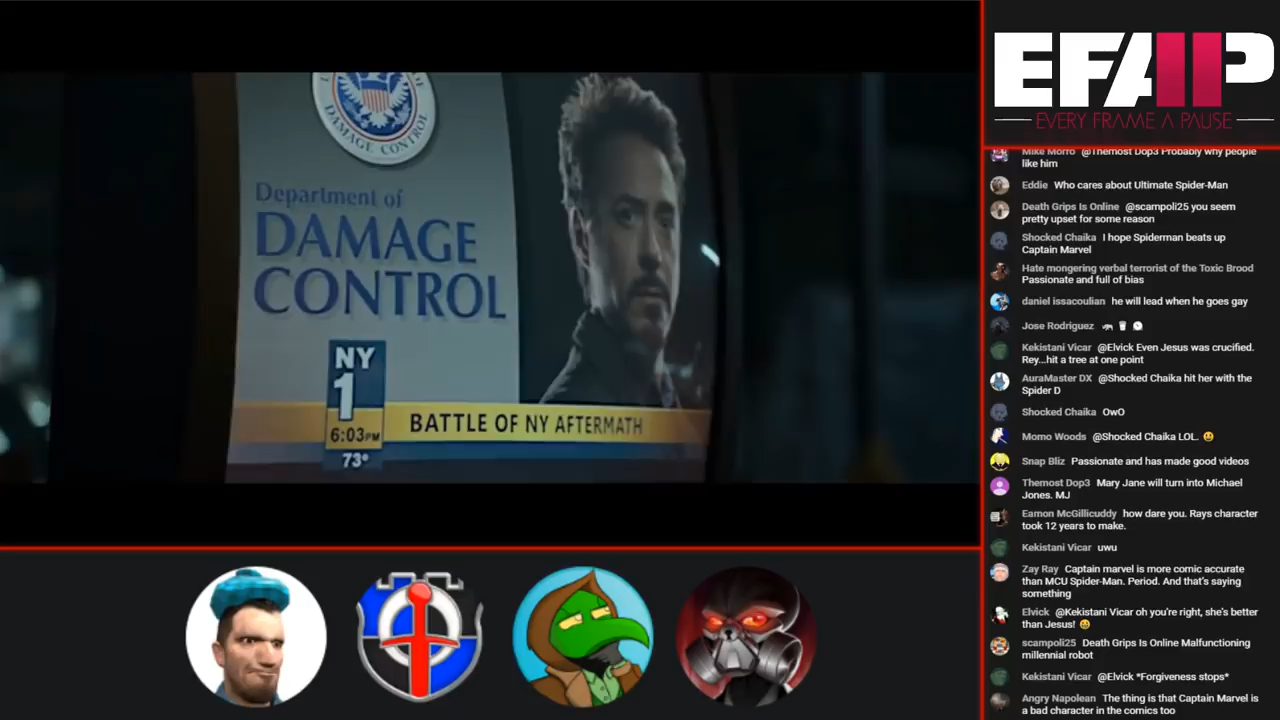 DAMAGE CONTROL
Department of
DAMAGE
CONTROL
NY
1
6:03PM
73°
BATTLE OF NY AFTERMATH
EFAP
EVERY FRAME A PAUSE
Mike Morro @Themost Dop3 Probably why people
like him
Eddie Who cares about Ultimate Spider-Man
Death Grips Is Online @scampoli25 you seem
pretty upset for some reason
Shocked Chaika I hope Spiderman beats up
Captain Marvel
Hate mongering verbal terrorist of the Toxic Brood
Passionate and full of bias
daniel issacoulian he will lead when he goes gay
Jose Rodriguez
Kekistani Vicar @Elvick Even Jesus was crucified.
Rey...hit a tree at one point
AuraMaster DX @Shocked Chaika hit her with the
Spider D
Shocked Chaika OwO
Momo Woods @Shocked Chaika LOL.
Snap Bliz Passionate and has made good videos
Themost Dop3 Mary Jane will turn into Michael
Jones. MJ
Eamon McGillicuddy how dare you. Rays character
took 12 years to make.
Kekistani Vicar uwu
Zay Ray Captain marvel is more comic accurate
than MCU Spider-Man. Period. And that's saying
something
Elvick @Kekistani Vicar oh you're right, she's better
than Jesus!
scampoli25 Death Grips Is Online Malfunctioning
millennial robot
Kekistani Vicar @Elvick *Forgiveness stops*
Angry Napolean The thing is that Captain Marvel is
a bad character in the comics too